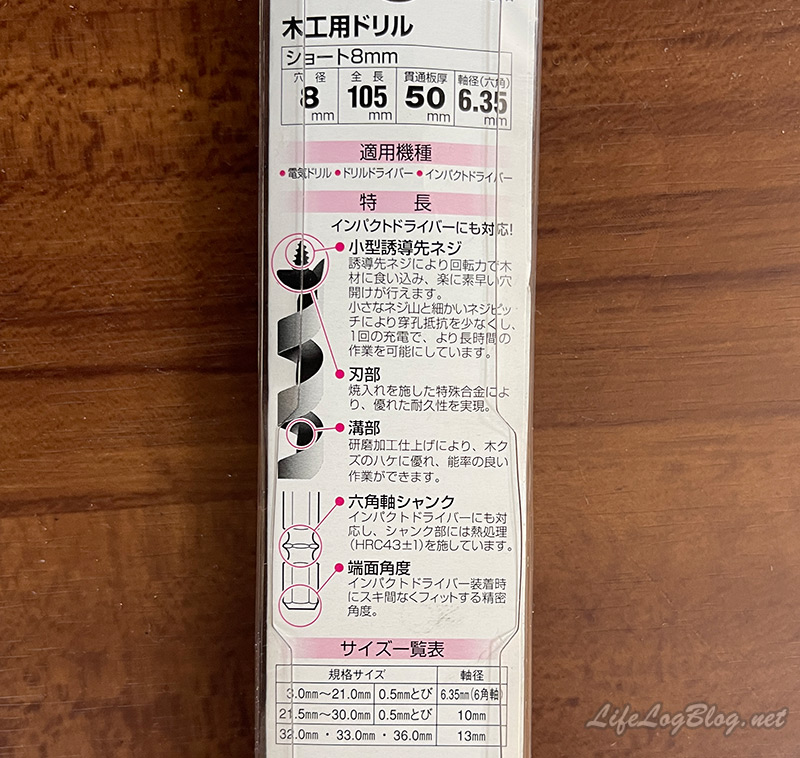 木工用ドリル
ショート8mm
穴 径 全 長 貫通板厚 軸径(六角)
8mm 105mm 50mm 6.35mm
適用機種
●電気ドリル ●ドリルドライバー ●インパクトドライバー
特 長
インパクトドライバーにも対応!
●小型誘導先ネジ
誘導先ネジにより回転力で木
材に食い込み、楽に素早い穴
開けが行えます。
小さなネジ山と細かいネジピッ
チにより穿孔抵抗を少なくし、
1回の充電で、より長時間の
作業を可能にしています。
●刃部
焼入れを施した特殊合金によ
り、優れた耐久性を実現。
●溝部
研磨加工仕上げにより、木ク
ズのハケに優れ、能率の良い
作業ができます。
●六角軸シャンク
インパクトドライバーにも対
応し、シャンク部には熱処理
(HRC43±1)を施しています。
●端面角度
インパクトドライバー装着時
にスキ間なくフィットする精密
角度。
サイズ一覧表
規格サイズ 軸径
3.0mm～21.0mm 0.5mmとび 6.35mm(6角軸)
21.5mm～30.0mm 0.5mmとび 10mm
32.0mm・33.0mm・36.0mm 13mm
LifeLogBlog.net